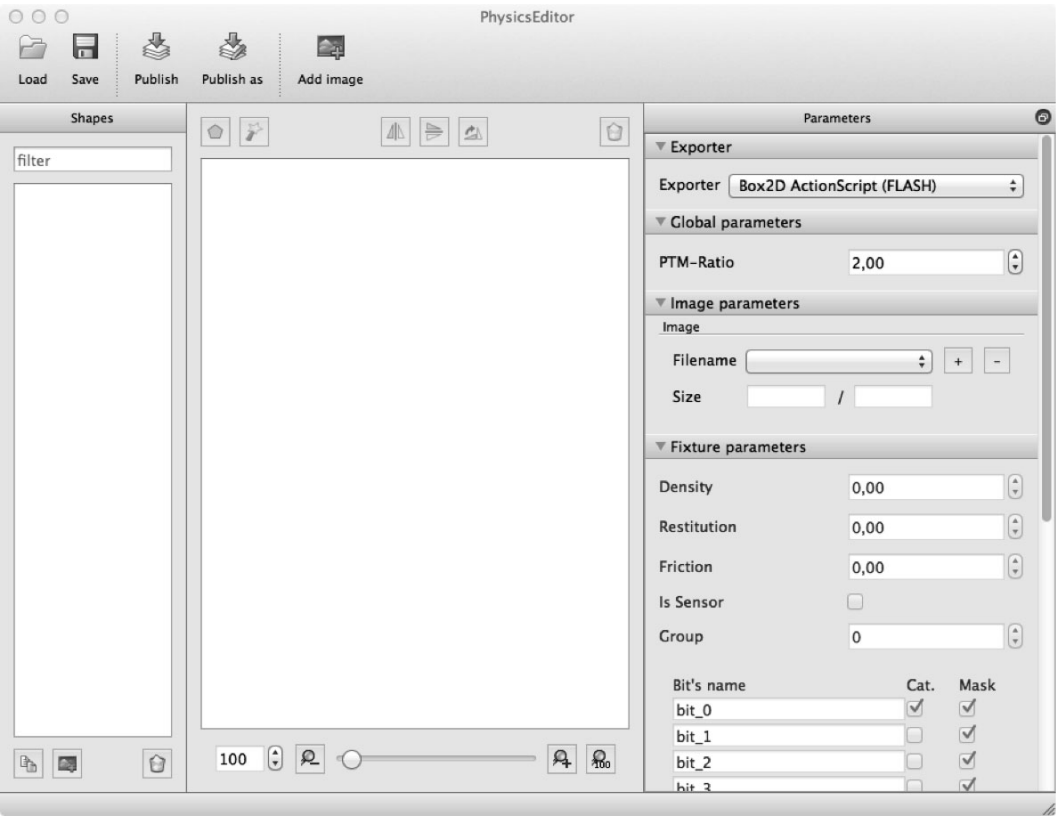 PhysicsEditor
Load Save Publish Publish as Add image
Shapes
filter
100
100
Parameters
Exporter
Exporter Box2D ActionScript (FLASH)
Global parameters
PTM-Ratio 2,00
Image parameters
Image
Filename + -
Size /
Fixture parameters
Density 0,00
Restitution 0,00
Friction 0,00
Is Sensor
Group 0
Bit's name Cat. Mask
bit_0
bit_1
bit_2
bit_3